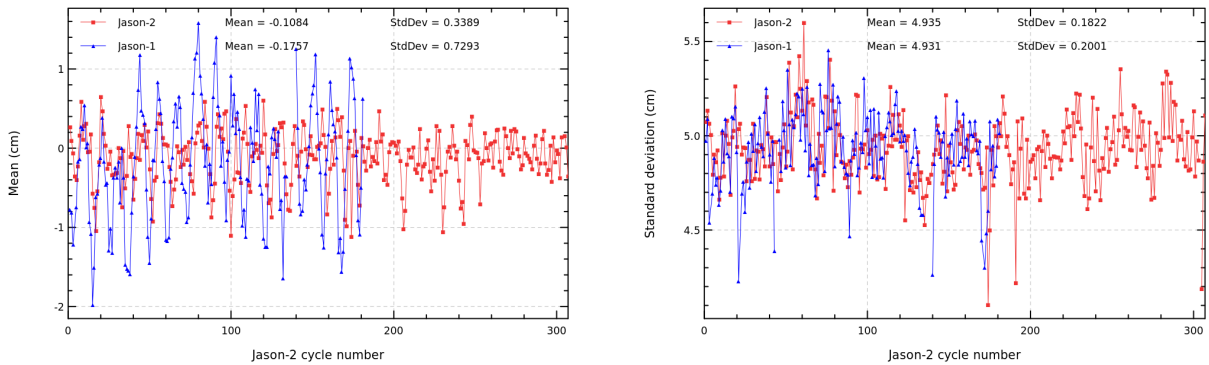 Jason-2 Mean = -0.1084 StdDev = 0.3389
Jason-1 Mean = -0.1757 StdDev = 0.7293
Mean (cm)
1
0
-1
-2
0 100 200 300
Jason-2 cycle number
Jason-2 Mean = 4.935 StdDev = 0.1822
Jason-1 Mean = 4.931 StdDev = 0.2001
Standard deviation (cm)
5.5
5.0
4.5
0 100 200 300
Jason-2 cycle number